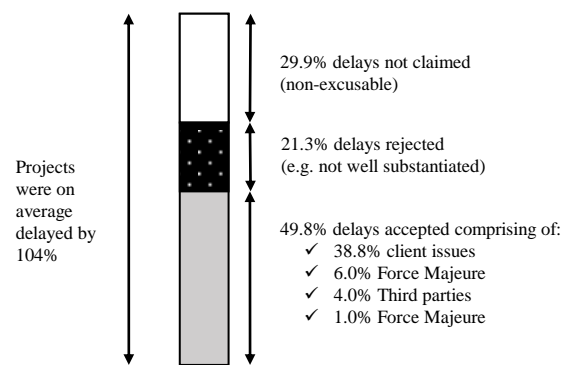 29.9% delays not claimed
(non-excusable)
21.3% delays rejected
(e.g. not well substantiated)
Projects
were on
average
delayed by
104%
49.8% delays accepted comprising of:
✓ 38.8% client issues
✓ 6.0% Force Majeure
✓ 4.0% Third parties
✓ 1.0% Force Majeure